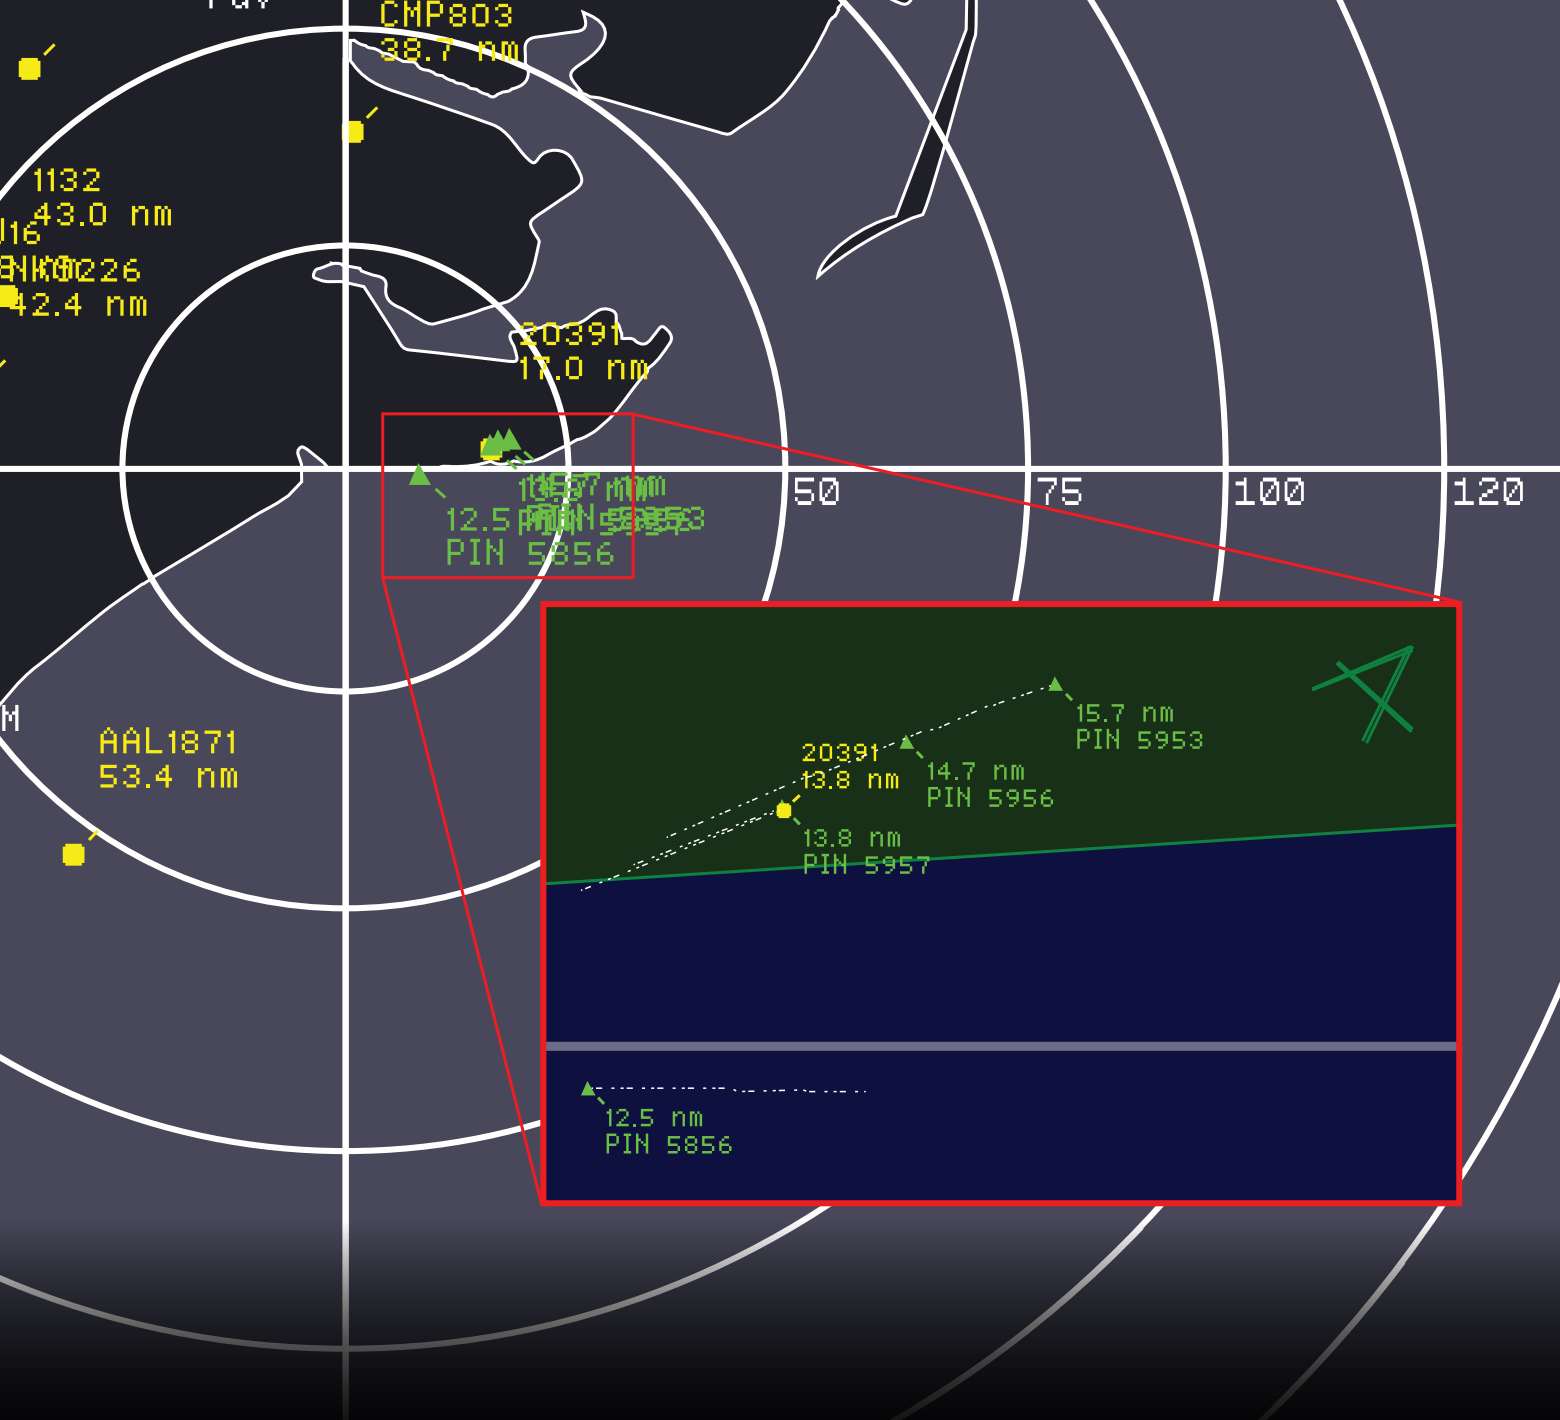 CMP803
38.7 nm
1132
43.0 nm
42.4 nm
20391
17.0 nm
50
75
100
120
12.5
PIN 5856
M
AAL1871
53.4 nm
15.7 nm
PIN 5953
20391
13.8 nm
14.7 nm
PIN 5956
13.8 nm
PIN 5957
12.5 nm
PIN 5856